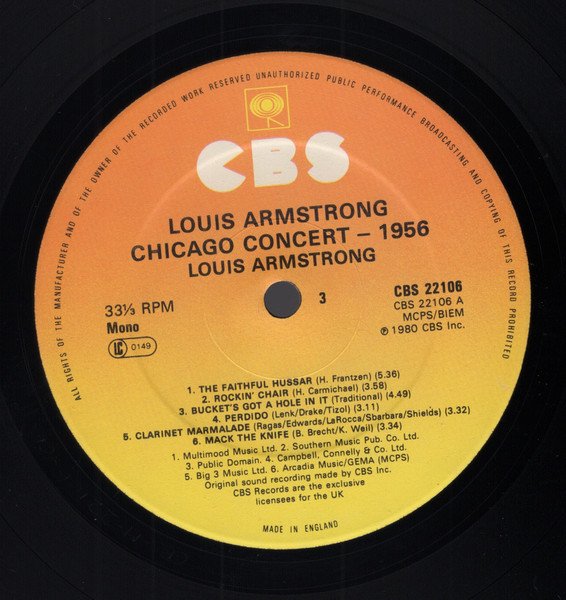 ALL RIGHTS OF THE MANUFACTURER AND OF THE OWNER OF THE RECORDED WORK RESERVED UNAUTHORIZED PUBLIC PERFORMANCE BROADCASTING AND COPYING OF THIS RECORD PROHIBITED
CBS
LOUIS ARMSTRONG
CHICAGO CONCERT – 1956
LOUIS ARMSTRONG
33⅓ RPM
Mono
LC 0149
3
CBS 22106
CBS 22106 A
MCPS/BIEM
℗ 1980 CBS Inc.
1. THE FAITHFUL HUSSAR (H. Frantzen) (5.36)
2. ROCKIN' CHAIR (H. Carmichael) (3.58)
3. BUCKET'S GOT A HOLE IN IT (Traditional) (4.49)
4. PERDIDO (Lenk/Drake/Tizol) (3.11)
5. CLARINET MARMALADE (Ragas/Edwards/LaRocca/Sbarbara/Shields) (3.32)
6. MACK THE KNIFE (B. Brecht/K. Weil) (3.34)
1. Multimood Music Ltd. 2. Southern Music Pub. Co. Ltd.
3. Public Domain. 4. Campbell, Connelly & Co. Ltd.
5. Big 3 Music Ltd. 6. Arcadia Music/GEMA (MCPS)
Original sound recording made by CBS Inc.
CBS Records are the exclusive
licensees for the UK
MADE IN ENGLAND